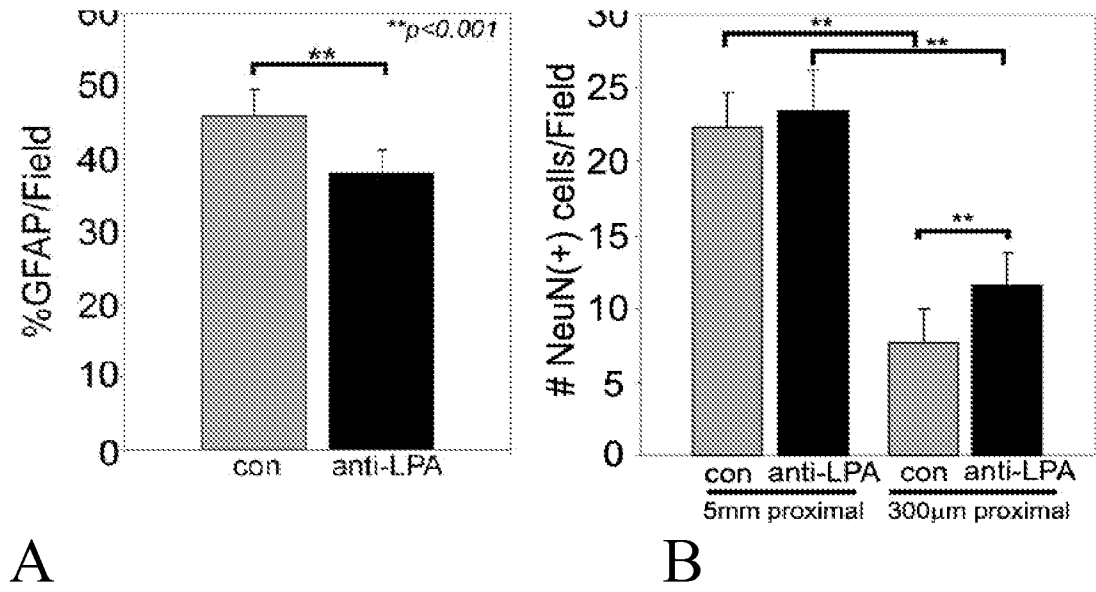 60
50
40
30
20
10
0
%GFAP/Field
**p<0.001
**
con anti-LPA
A
30
25
20
15
10
5
0
# NeuN(+) cells/Field
**
**
**
con anti-LPA con anti-LPA
5mm proximal 300μm proximal
B